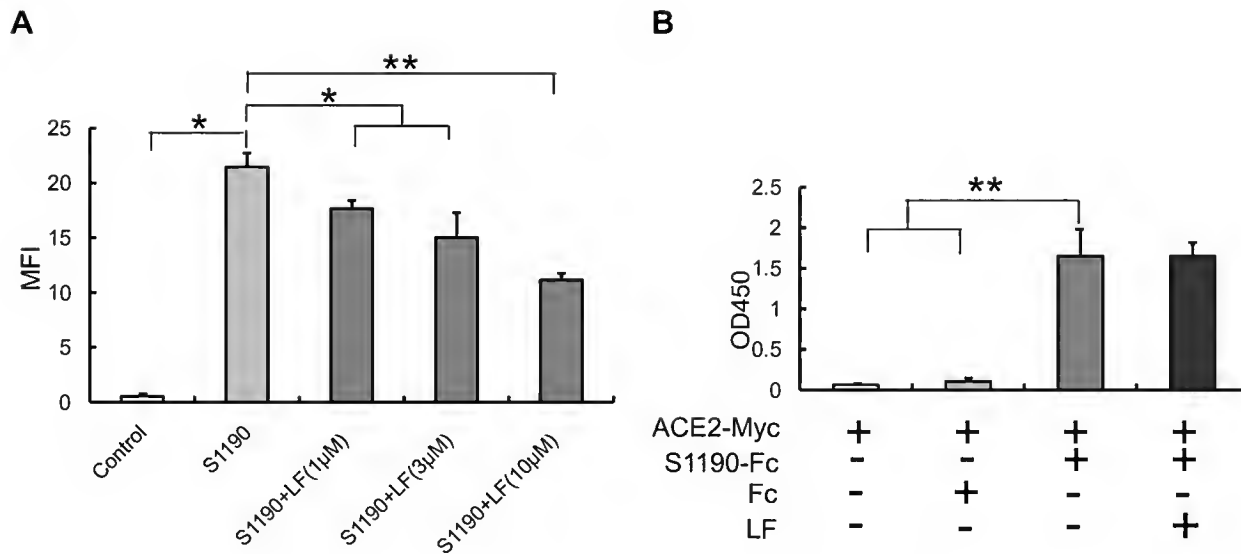 A
**
*
*
25
20
15
10
5
0
MFI
Control
S1190
S1190+LF(1μM)
S1190+LF(3μM)
S1190+LF(10μM)
B
**
2.5
2
1.5
1
0.5
0
OD450
ACE2-Myc + + + +
S1190-Fc - - + +
Fc - + - -
LF - - - +